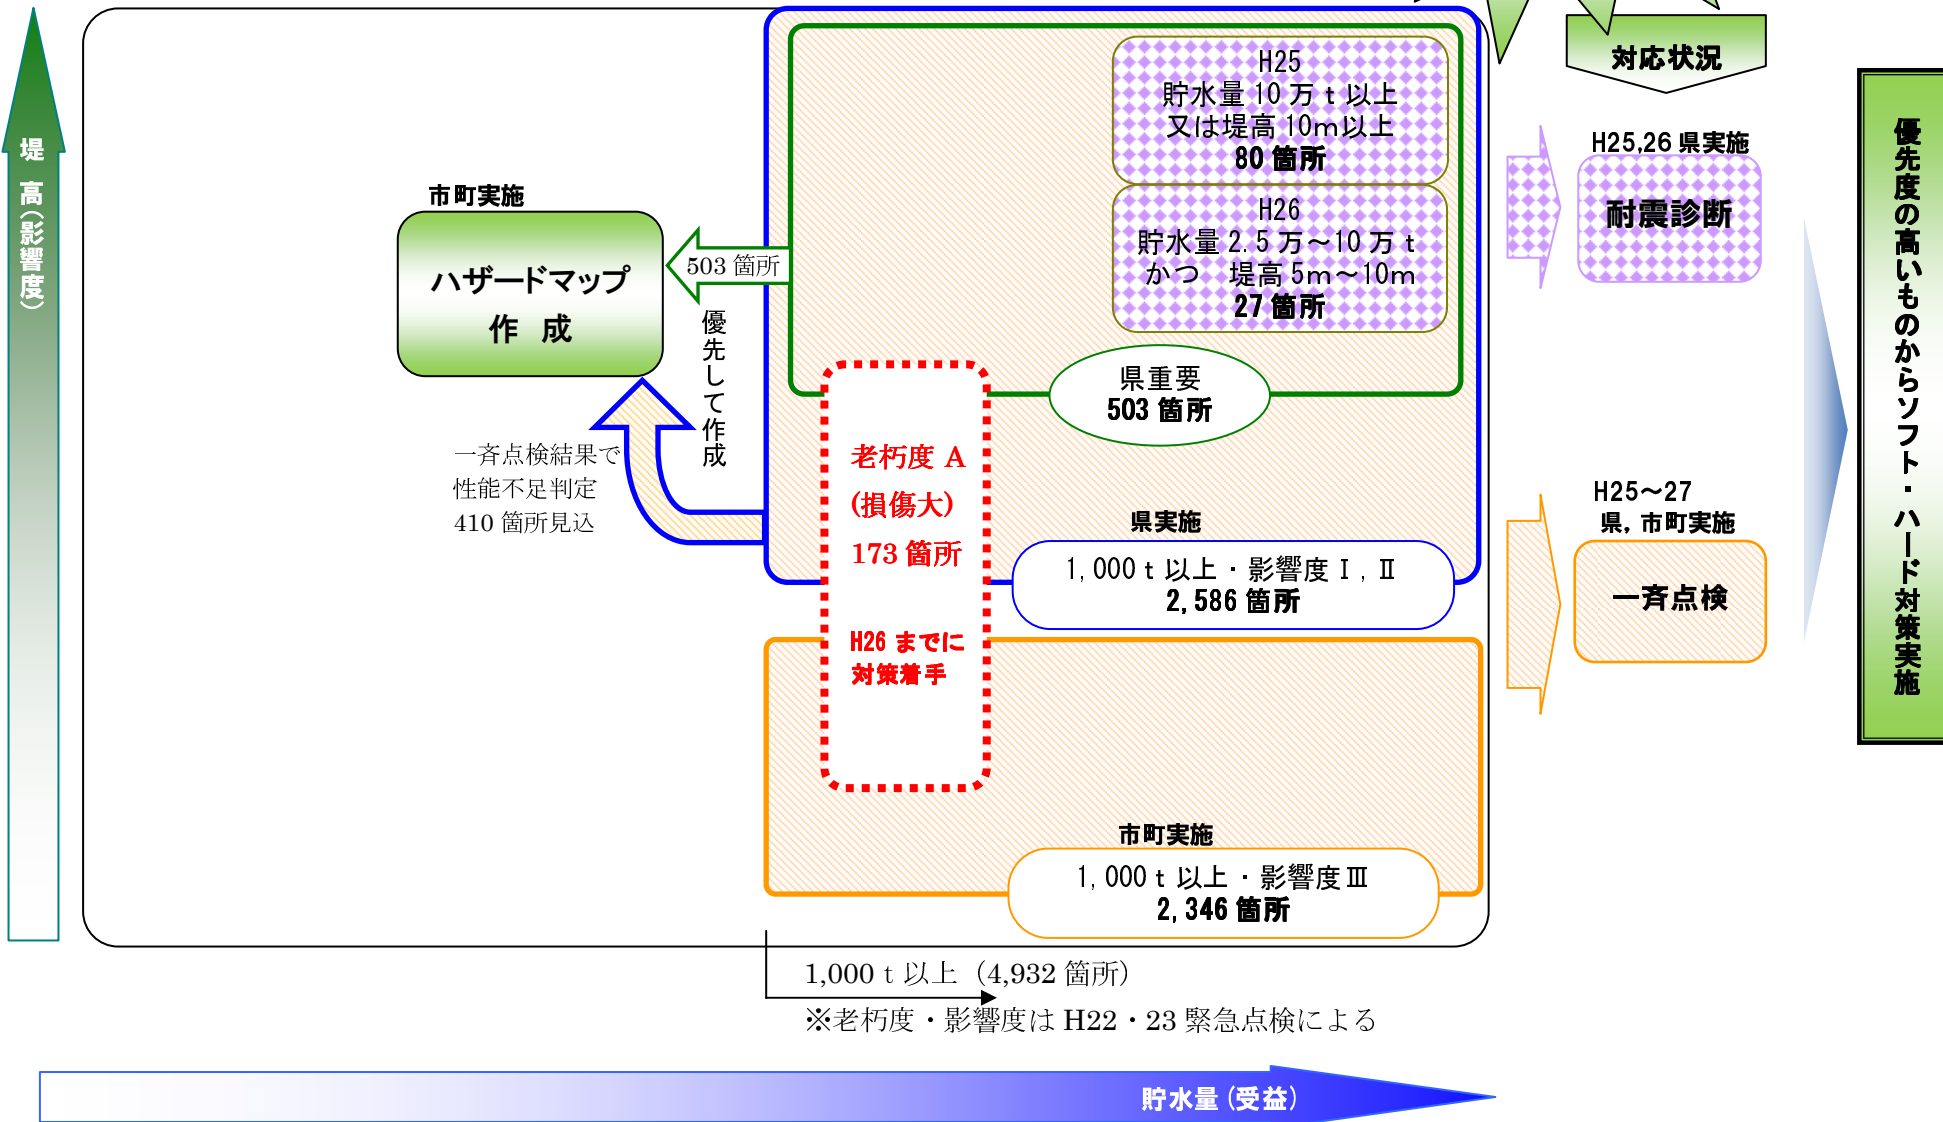 堤 高(影響度)
市町実施
ハザードマップ
作 成
503 箇所
優先して作成
一斉点検結果で
性能不足判定
410 箇所見込
H25
貯水量 10 万 t 以上
又は堤高 10m以上
80 箇所
H26
貯水量 2.5 万～10 万 t
かつ 堤高 5m～10m
27 箇所
県重要
503 箇所
老朽度 A
(損傷大)
173 箇所
H26 までに
対策着手
県実施
1,000 t 以上・影響度Ⅰ,Ⅱ
2,586 箇所
市町実施
1,000 t 以上・影響度Ⅲ
2,346 箇所
1,000 t 以上（4,932 箇所）
※老朽度・影響度は H22・23 緊急点検による
貯水量(受益)
対応状況
H25,26 県実施
耐震診断
H25～27
県，市町実施
一斉点検
優先度の高いものからソフト・ハード対策実施